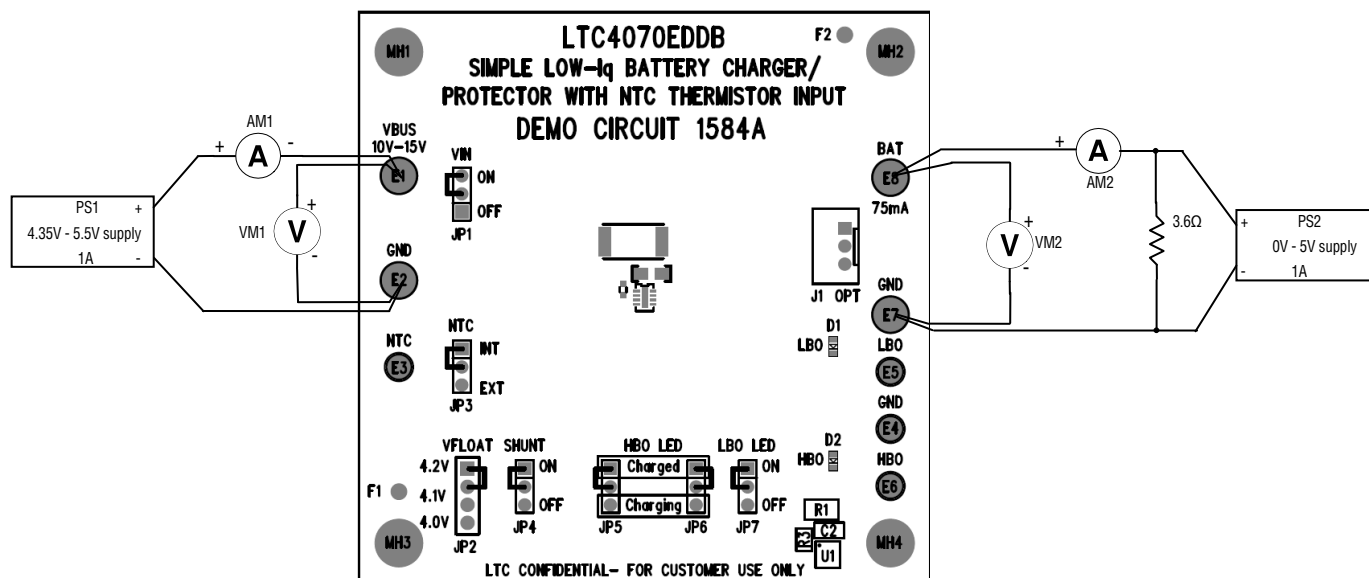 LTC4070EDDB
SIMPLE LOW-Iq BATTERY CHARGER/
PROTECTOR WITH NTC THERMISTOR INPUT
DEMO CIRCUIT 1584A
MH1
F2
MH2
AM1
+
-
A
VBUS
10V-15V
E1
VIN
ON
OFF
JP1
PS1
+
4.35V - 5.5V supply
1A
-
VM1
+
V
-
GND
E2
NTC
E3
NTC
INT
EXT
JP3
BAT
E8
75mA
J1 OPT
GND
E7
D1
LBO
LBO
E5
GND
E4
D2
HBO
HBO
E6
+
A
AM2
+
V
VM2
-
3.6Ω
PS2
+
0V - 5V supply
-
1A
VFLOAT
4.2V
4.1V
4.0V
JP2
SHUNT
ON
OFF
JP4
HBO LED
Charged
Charging
JP5
JP6
LBO LED
ON
OFF
JP7
F1
MH3
R1
C2
R3
U1
MH4
LTC CONFIDENTIAL- FOR CUSTOMER USE ONLY